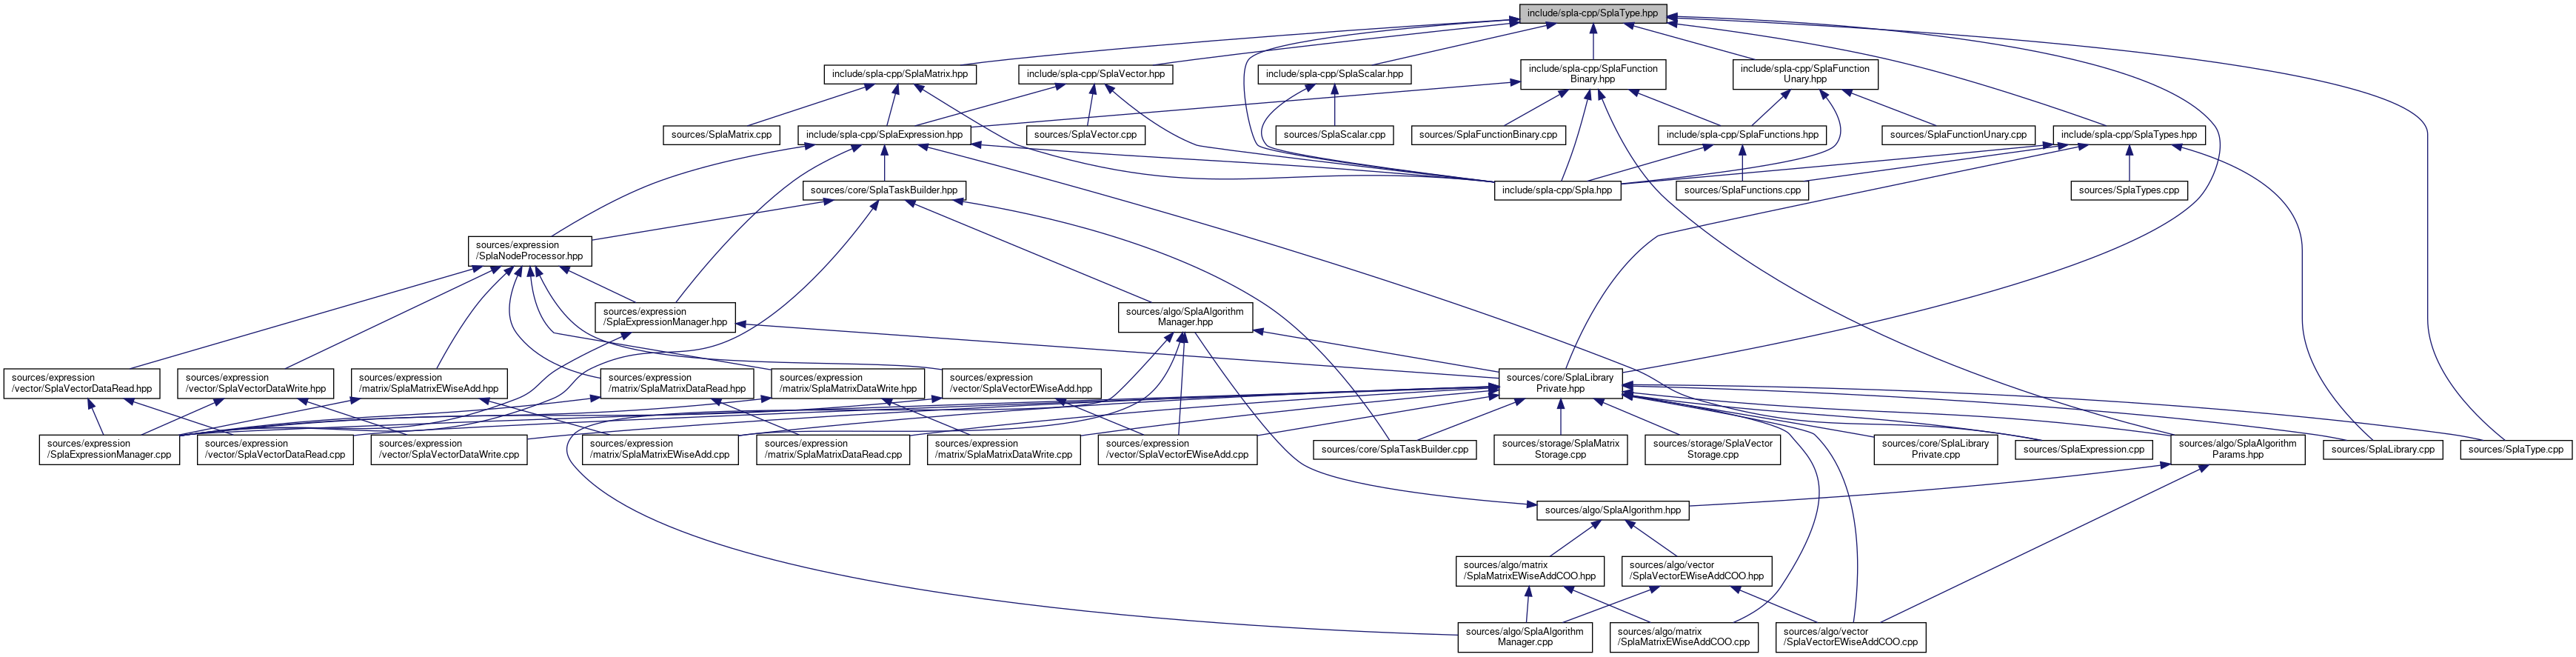 include/spla-cpp/SplaType.hpp
include/spla-cpp/SplaMatrix.hpp
include/spla-cpp/SplaVector.hpp
include/spla-cpp/SplaScalar.hpp
include/spla-cpp/SplaFunction
Binary.hpp
include/spla-cpp/SplaFunction
Unary.hpp
sources/SplaMatrix.cpp
include/spla-cpp/SplaExpression.hpp
sources/SplaVector.cpp
sources/SplaScalar.cpp
sources/SplaFunctionBinary.cpp
include/spla-cpp/SplaFunctions.hpp
sources/SplaFunctionUnary.cpp
include/spla-cpp/SplaTypes.hpp
sources/core/SplaTaskBuilder.hpp
include/spla-cpp/Spla.hpp
sources/SplaFunctions.cpp
sources/SplaTypes.cpp
sources/expression
/SplaNodeProcessor.hpp
sources/expression
/SplaExpressionManager.hpp
sources/algo/SplaAlgorithm
Manager.hpp
sources/expression
/vector/SplaVectorDataRead.hpp
sources/expression
/vector/SplaVectorDataWrite.hpp
sources/expression
/matrix/SplaMatrixEWiseAdd.hpp
sources/expression
/matrix/SplaMatrixDataRead.hpp
sources/expression
/matrix/SplaMatrixDataWrite.hpp
sources/expression
/vector/SplaVectorEWiseAdd.hpp
sources/core/SplaLibrary
Private.hpp
sources/expression
/SplaExpressionManager.cpp
sources/expression
/vector/SplaVectorDataRead.cpp
sources/expression
/vector/SplaVectorDataWrite.cpp
sources/expression
/matrix/SplaMatrixEWiseAdd.cpp
sources/expression
/matrix/SplaMatrixDataRead.cpp
sources/expression
/matrix/SplaMatrixDataWrite.cpp
sources/expression
/vector/SplaVectorEWiseAdd.cpp
sources/core/SplaTaskBuilder.cpp
sources/storage/SplaMatrix
Storage.cpp
sources/storage/SplaVector
Storage.cpp
sources/core/SplaLibrary
Private.cpp
sources/SplaExpression.cpp
sources/algo/SplaAlgorithm
Params.hpp
sources/SplaLibrary.cpp
sources/SplaType.cpp
sources/algo/SplaAlgorithm.hpp
sources/algo/matrix
/SplaMatrixEWiseAddCOO.hpp
sources/algo/vector
/SplaVectorEWiseAddCOO.hpp
sources/algo/SplaAlgorithm
Manager.cpp
sources/algo/matrix
/SplaMatrixEWiseAddCOO.cpp
sources/algo/vector
/SplaVectorEWiseAddCOO.cpp